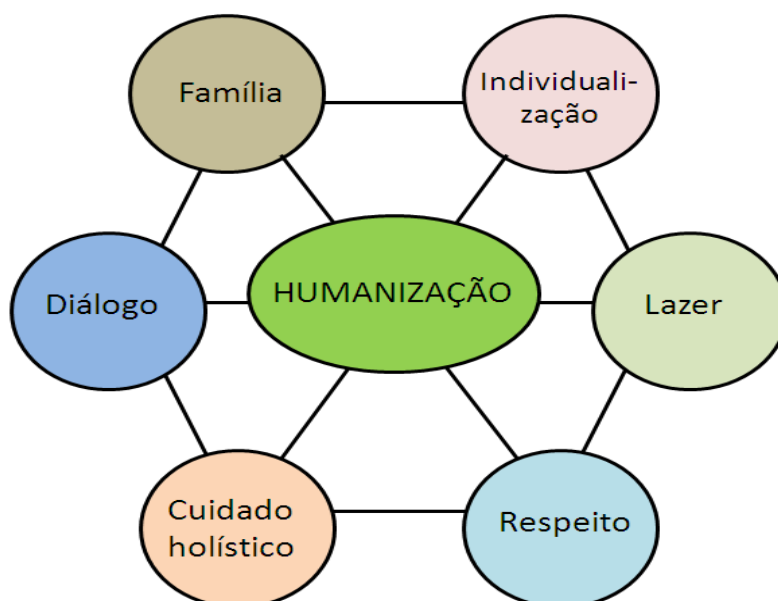 Família
Individuali-
zação
Diálogo
HUMANIZAÇÃO
Lazer
Cuidado
holístico
Respeito